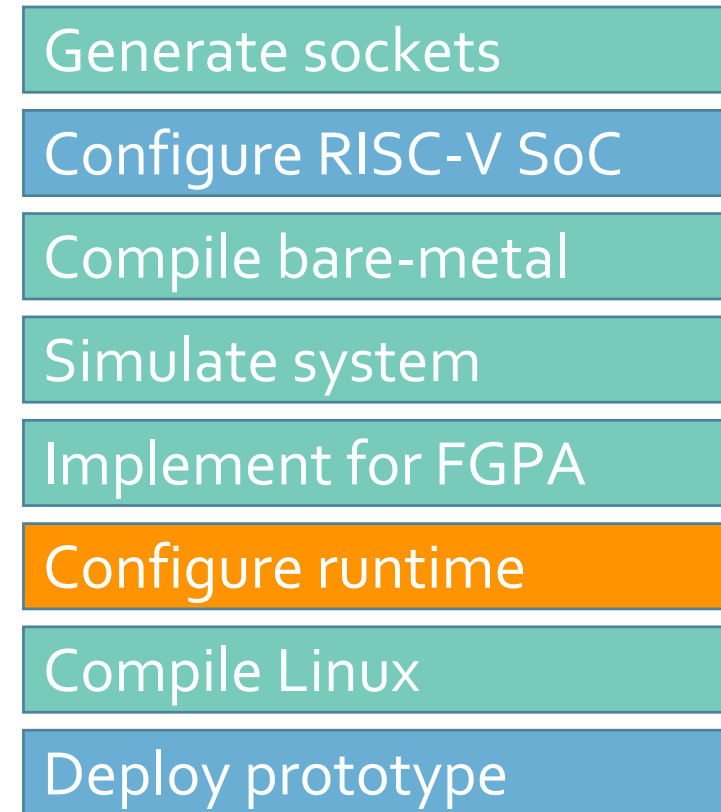 Generate sockets
Configure RISC-V SoC
Compile bare-metal
Simulate system
Implement for FGPA
Configure runtime
Compile Linux
Deploy prototype